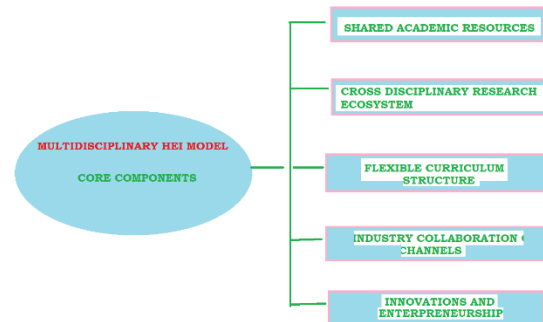 SHARED ACADEMIC RESOURCES
CROSS DISCIPLINARY RESEARCH
ECOSYSTEM
MULTIDISCIPLINARY HEI MODEL
CORE COMPONENTS
FLEXIBLE CURRICULUM
STRUCTURE
INDUSTRY COLLABORATION
CHANNELS
INNOVATIONS AND
ENTERPRENEURSHIP